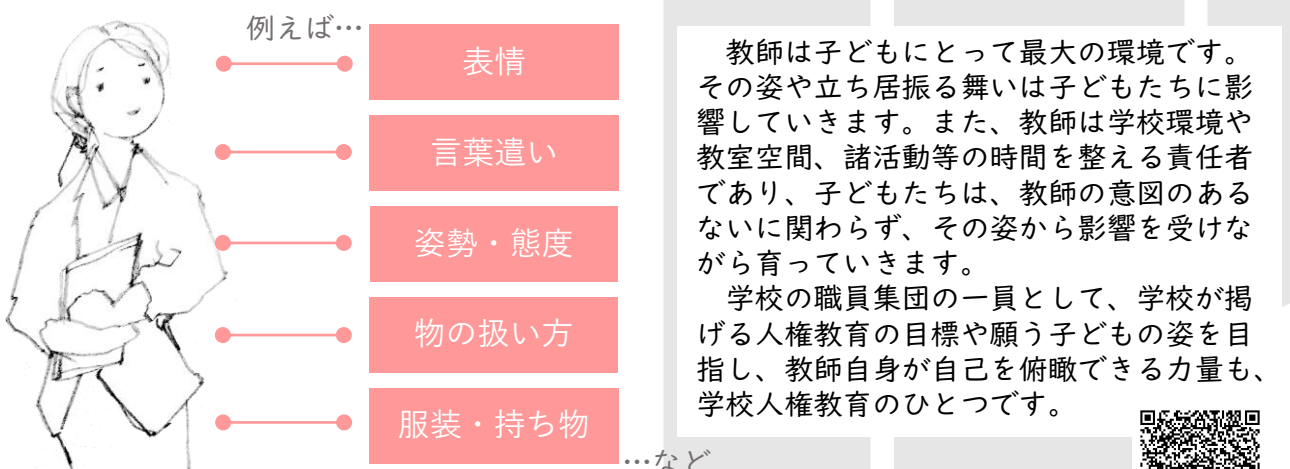 例えば…
表情
言葉遣い
姿勢・態度
物の扱い方
服装・持ち物
…など
教師は子どもにとって最大の環境です。
その姿や立ち居振る舞いは子どもたちに影
響していきます。また、教師は学校環境や
教室空間、諸活動等の時間を整える責任者
であり、子どもたちは、教師の意図のある
ないに関わらず、その姿から影響を受けな
がら育っていきます。
学校の職員集団の一員として、学校が掲
げる人権教育の目標や願う子どもの姿を目
指し、教師自身が自己を俯瞰できる力量も、
学校人権教育のひとつです。